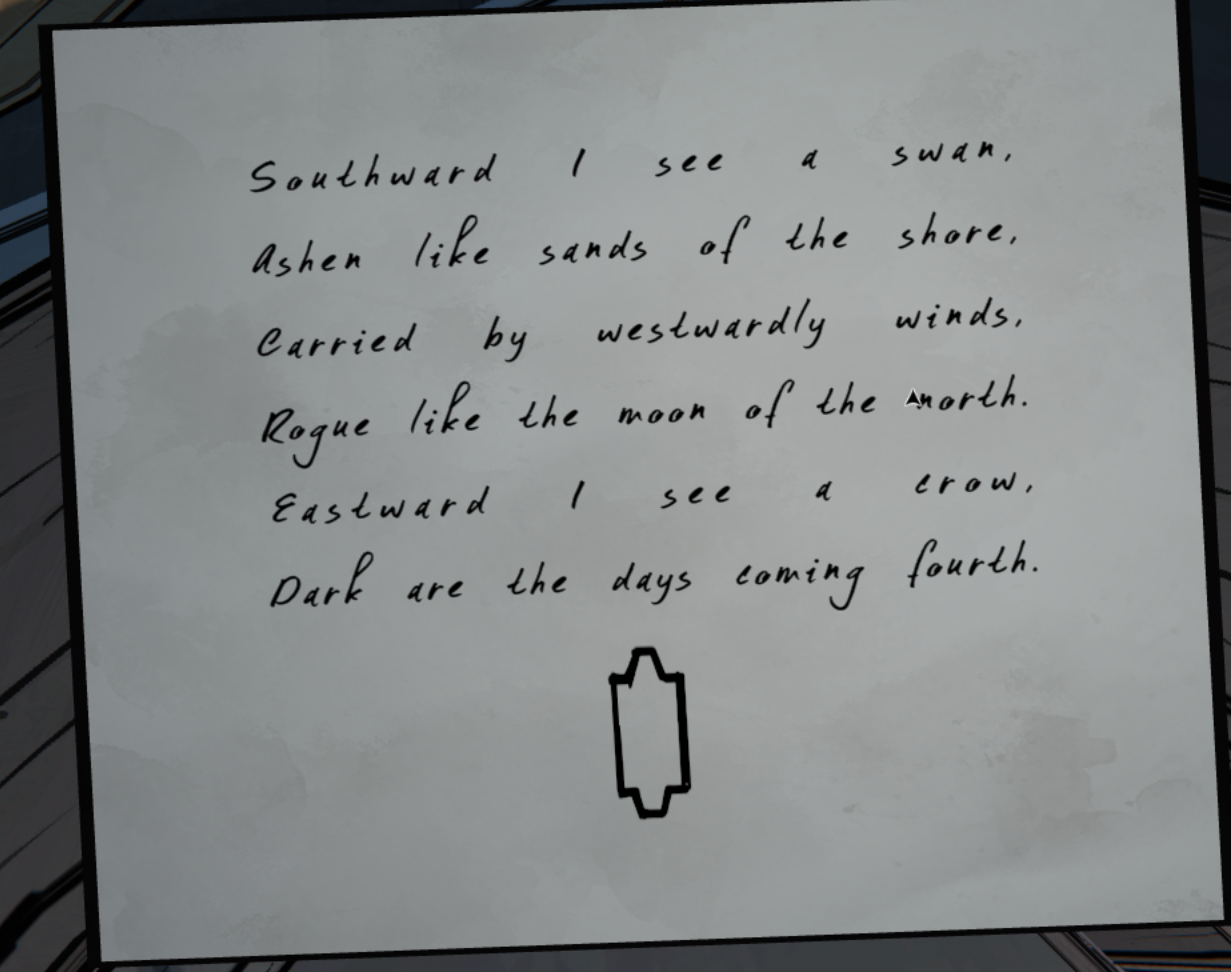 Southward I see a swan,
Ashen like sands of the shore,
Carried by westwardly winds,
Rogue like the moon of the north.
Eastward I see a crow,
Dark are the days coming fourth.